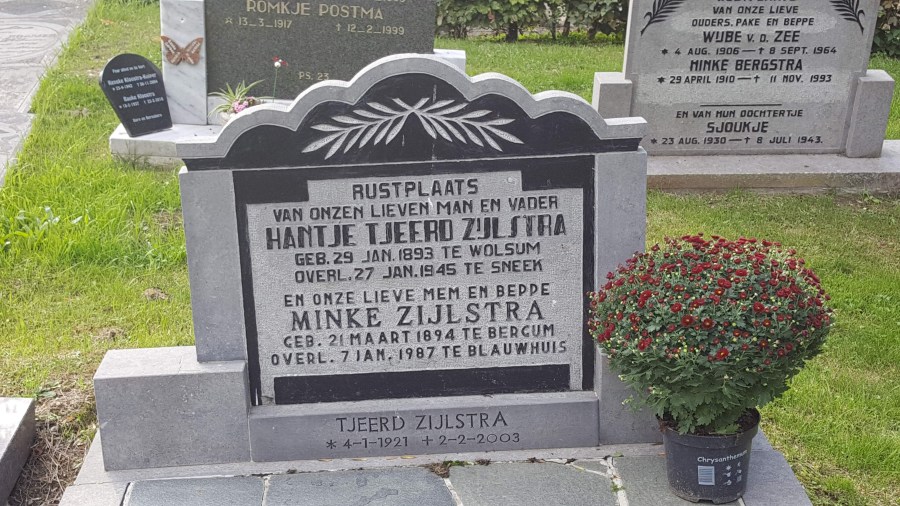 ROMKJE POSTMA
*13-3-1917 †12-2-1999
PS. 23
OUDERS, PAKE EN BEPPE
WIJBE V.D. ZEE
* 4 AUG. 1906 — † 8 SEPT. 1964
MINKE BERGSTRA
* 29 APRIL 1910 — † 11 NOV. 1993
EN VAN HUN DOCHTERTJE
SJOUKJE
* 23 AUG. 1930 — † 8 JULI 1943.
RUSTPLAATS
VAN ONZEN LIEVEN MAN EN VADER
HANTJE TJEERD ZIJLSTRA
GEB. 29 JAN. 1893 TE WOLSUM
OVERL. 27 JAN. 1945 TE SNEEK
EN ONZE LIEVE MEM EN BEPPE
MINKE ZIJLSTRA
GEB. 21 MAART 1894 TE BERGUM
OVERL. 7 JAN. 1987 TE BLAUWHUIS
TJEERD ZIJLSTRA
*4-1-1921 †2-2-2003